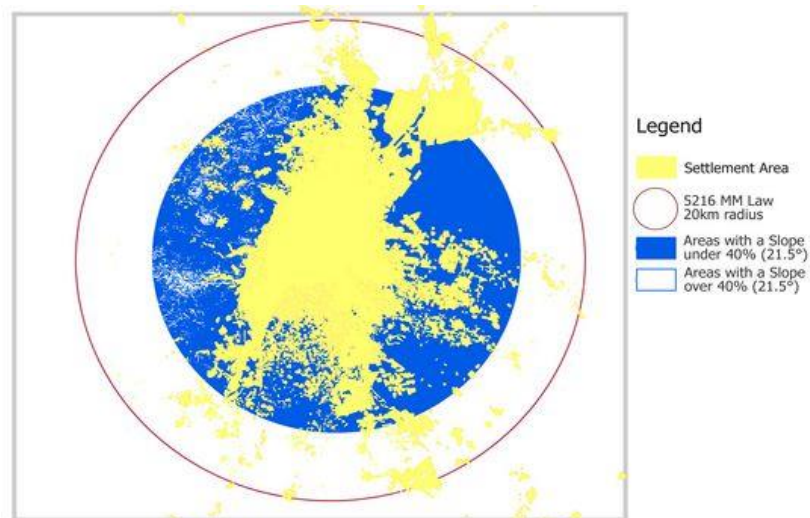 Legend
Settlement Area
5216 MM Law
20km radius
Areas with a Slope
under 40% (21.5°)
Areas with a Slope
over 40% (21.5°)